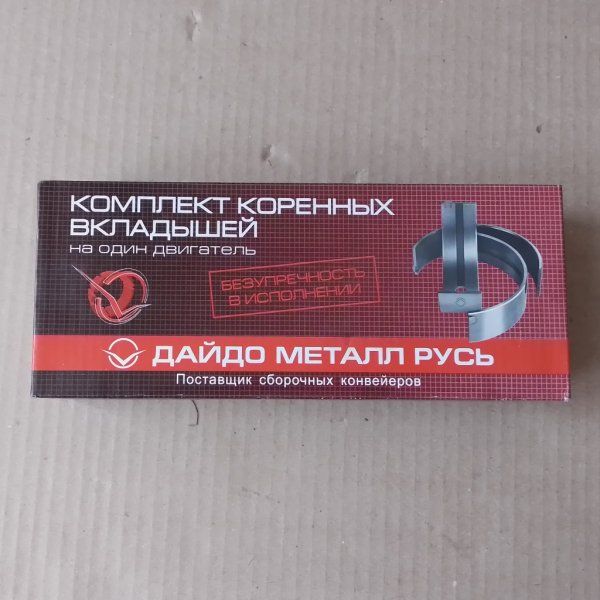 КОМПЛЕКТ КОРЕННЫХ
ВКЛАДЫШЕЙ
на один двигатель
БЕЗУПРЕЧНОСТЬ
В ИСПОЛНЕНИИ
ДАЙДО МЕТАЛЛ РУСЬ
Поставщик сборочных конвейеров